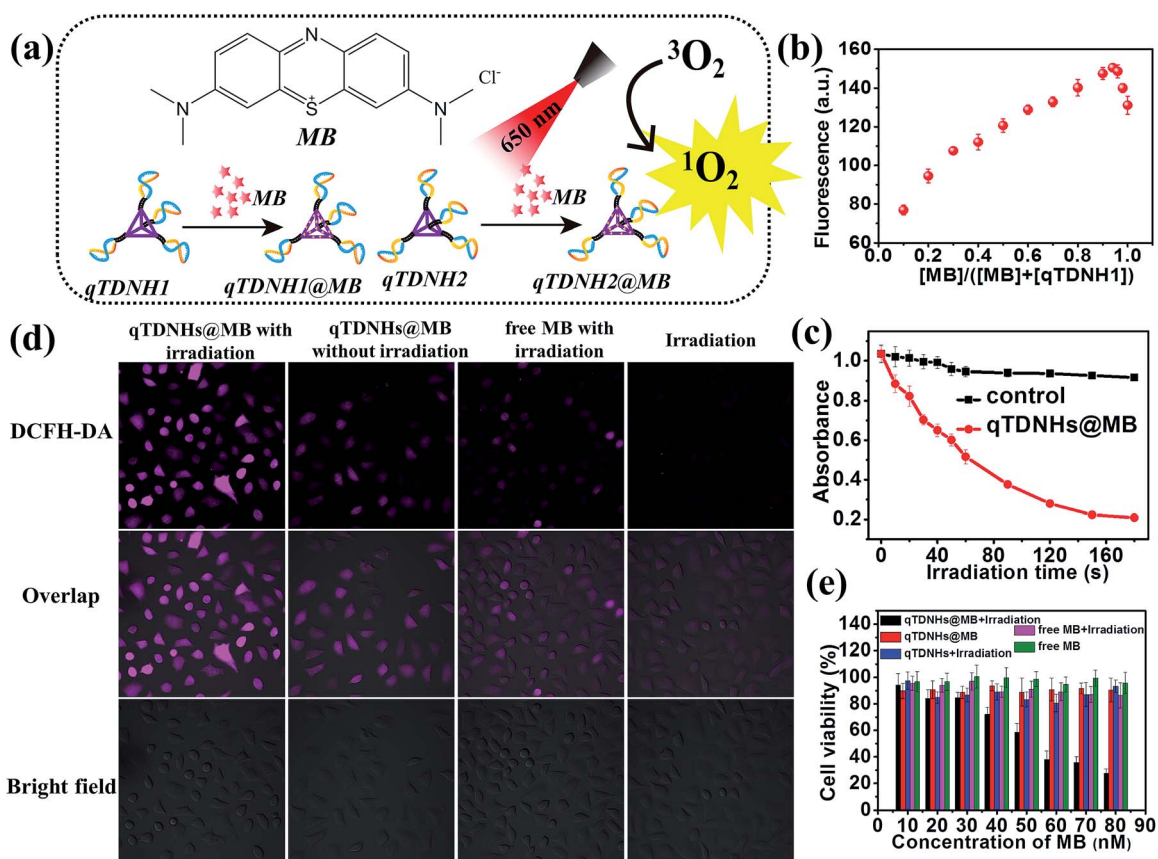 (a)
N
N
S
+
N
Cl-
MB
650 nm
3O2
1O2
MB
MB
qTDNH1
qTDNH1@MB
qTDNH2
qTDNH2@MB
(b)
Fluorescence (a.u.)
160
140
120
100
80
60
0.2 0.4 0.6 0.8 1.0
[MB]/([MB]+[qTDNH1])
(c)
Absorbance
1.0
0.8
0.6
0.4
0.2
control
qTDNHs@MB
0 40 80 120 160
Irradiation time (s)
(d)
qTDNHs@MB with
irradiation
qTDNHs@MB
without irradiation
free MB with
irradiation
Irradiation
DCFH-DA
Overlap
Bright field
(e)
Cell viability (%)
140
120
100
80
60
40
20
0
qTDNHs@MB+Irradiation
qTDNHs@MB
qTDNHs+Irradiation
free MB+Irradiation
free MB
0 10 20 30 40 50 60 70 80 90
Concentration of MB (nM)